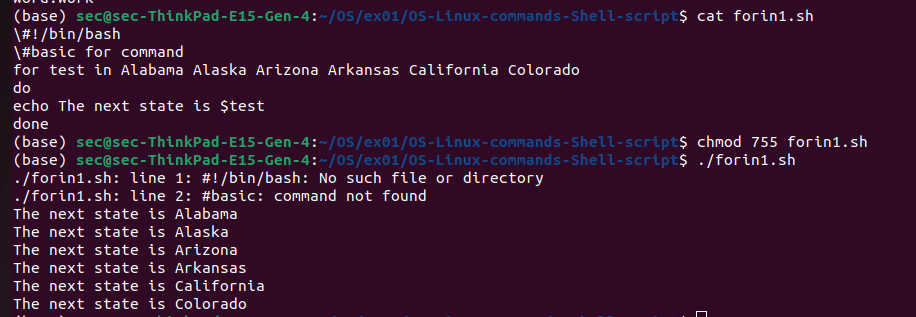 word.work
(base) sec@sec-ThinkPad-E15-Gen-4:~/OS/ex01/OS-Linux-commands-Shell-script$ cat forin1.sh
\#!/bin/bash
\#basic for command
for test in Alabama Alaska Arizona Arkansas California Colorado
do
echo The next state is $test
done
(base) sec@sec-ThinkPad-E15-Gen-4:~/OS/ex01/OS-Linux-commands-Shell-script$ chmod 755 forin1.sh
(base) sec@sec-ThinkPad-E15-Gen-4:~/OS/ex01/OS-Linux-commands-Shell-script$ ./forin1.sh
./forin1.sh: line 1: #!/bin/bash: No such file or directory
./forin1.sh: line 2: #basic: command not found
The next state is Alabama
The next state is Alaska
The next state is Arizona
The next state is Arkansas
The next state is California
The next state is Colorado